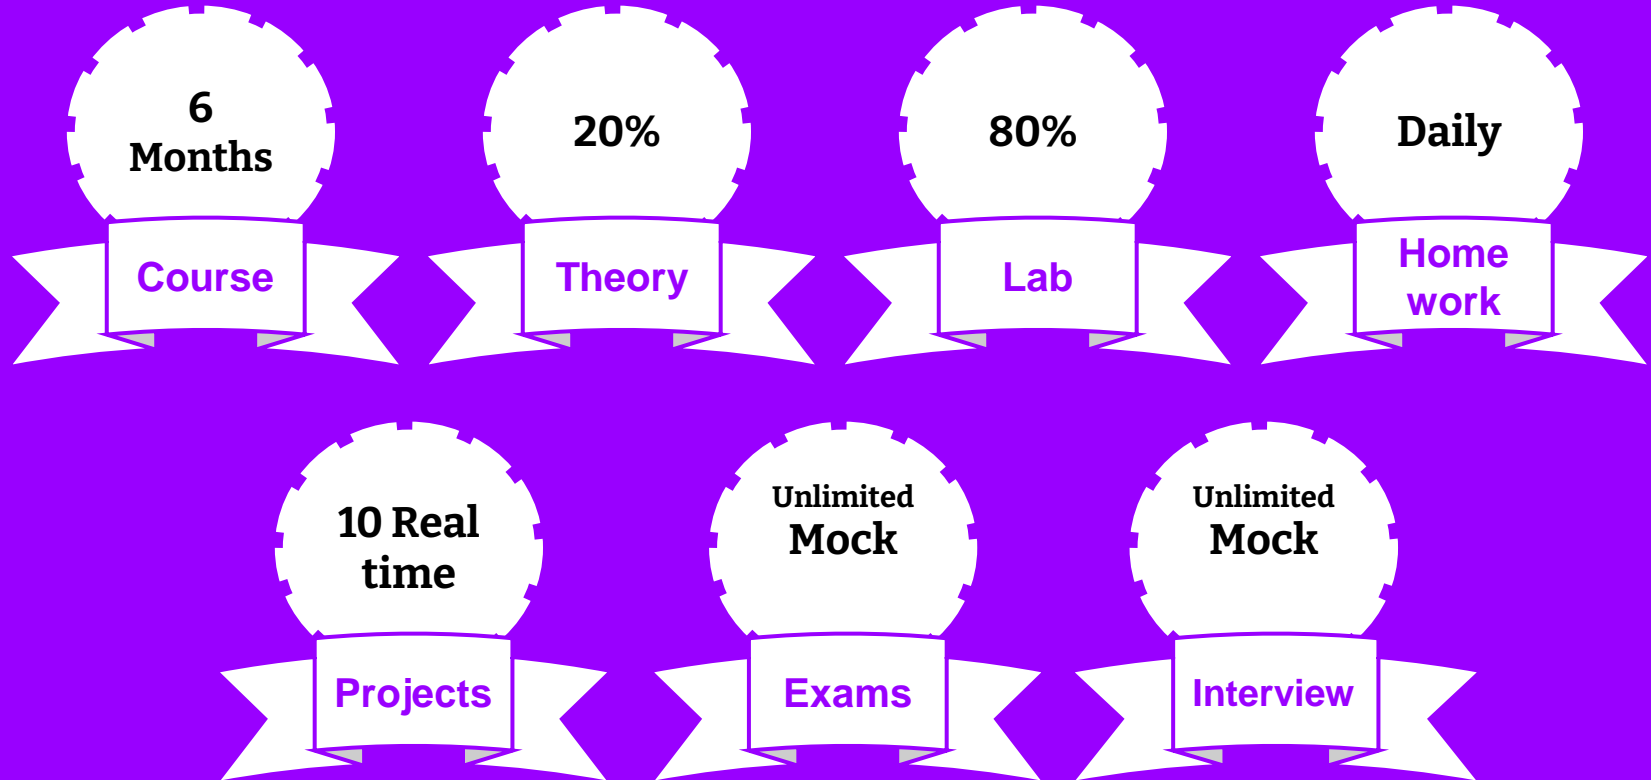 6
Months
Course
20%
Theory
80%
Lab
Daily
Home
work
10 Real
time
Projects
Unlimited
Mock
Exams
Unlimited
Mock
Interview